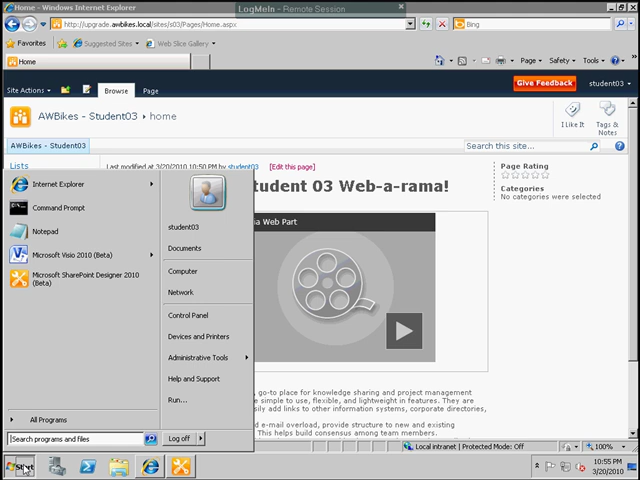 Home - Windows Internet Explorer
LogMeIn - Remote Session
http://upgrade.awbikes.local/sites/s03/Pages/Home.aspx
Bing
Favorites
Suggested Sites
Web Slice Gallery
Home
Page
Safety
Tools
Site Actions
Browse
Page
Give Feedback
student03
AWBikes - Student03 home
I Like It
Tags & Notes
AWBikes - Student03
Search this site...
Lists
Last modified at 3/20/2010 10:50 PM by student03
[Edit this page]
Page Rating
tudent 03 Web-a-rama!
Categories
No categories were selected
ia Web Part
Internet Explorer
Command Prompt
Notepad
Microsoft Visio 2010 (Beta)
Microsoft SharePoint Designer 2010 (Beta)
All Programs
Search programs and files
student03
Documents
Computer
Network
Control Panel
Devices and Printers
Administrative Tools
Help and Support
Run...
Log off
, go-to place for knowledge sharing and project management
e simple to use, flexible, and lightweight in features. They are
sily add links to other information systems, corporate directories,
d e-mail overload, provide structure to new and existing
This helps build consensus among team members.
Local intranet | Protected Mode: Off
100%
Start
10:55 PM
3/20/2010